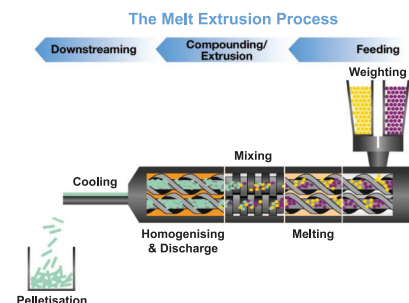 The Melt Extrusion Process
Downstreaming
Compounding/
Extrusion
Feeding
Weighting
Mixing
Cooling
Homogenising
& Discharge
Melting
Pelletisation